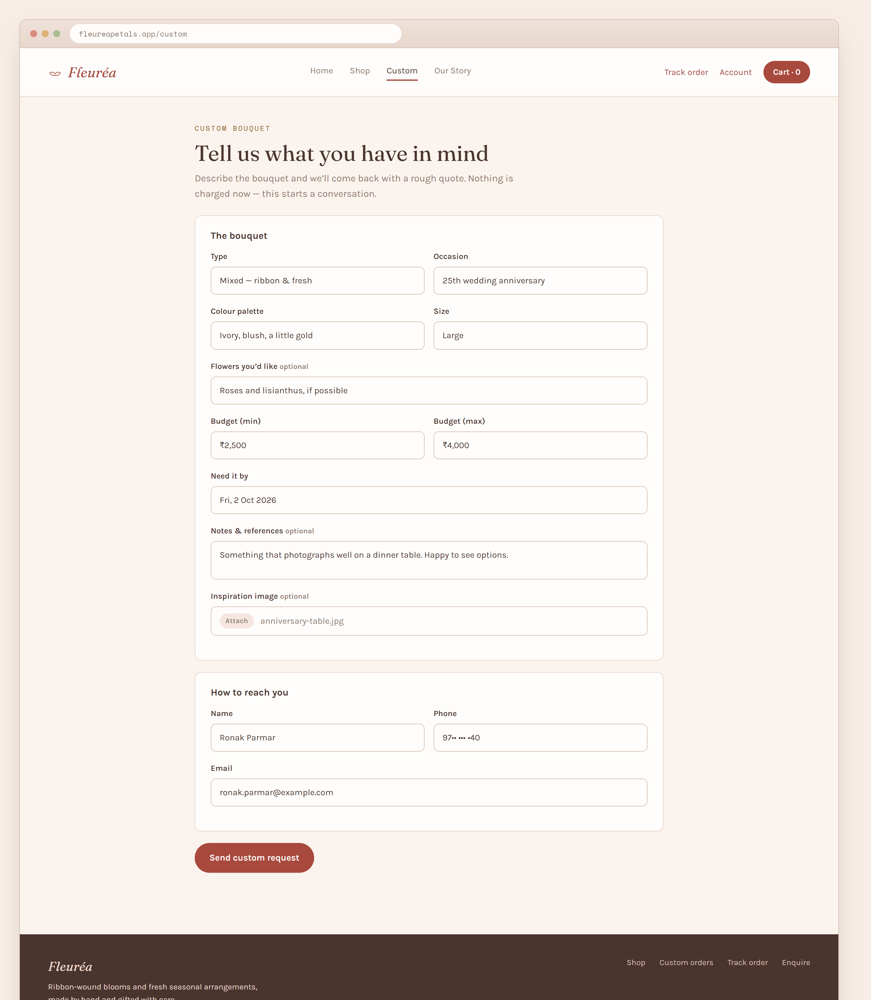 fleureapetals.app/custom
Fleuréa
Home Shop Custom Our Story
Track order Account Cart · 0
CUSTOM BOUQUET
Tell us what you have in mind
Describe the bouquet and we’ll come back with a rough quote. Nothing is
charged now — this starts a conversation.
The bouquet
Type Occasion
Mixed — ribbon & fresh 25th wedding anniversary
Colour palette Size
Ivory, blush, a little gold Large
Flowers you’d like optional
Roses and lisianthus, if possible
Budget (min) Budget (max)
₹2,500 ₹4,000
Need it by
Fri, 2 Oct 2026
Notes & references optional
Something that photographs well on a dinner table. Happy to see options.
Inspiration image optional
Attach anniversary-table.jpg
How to reach you
Name Phone
Ronak Parmar 97•• ••• •40
Email
ronak.parmar@example.com
Send custom request
Fleuréa
Shop Custom orders Track order Enquire
Ribbon-wound blooms and fresh seasonal arrangements,
made by hand and gifted with care